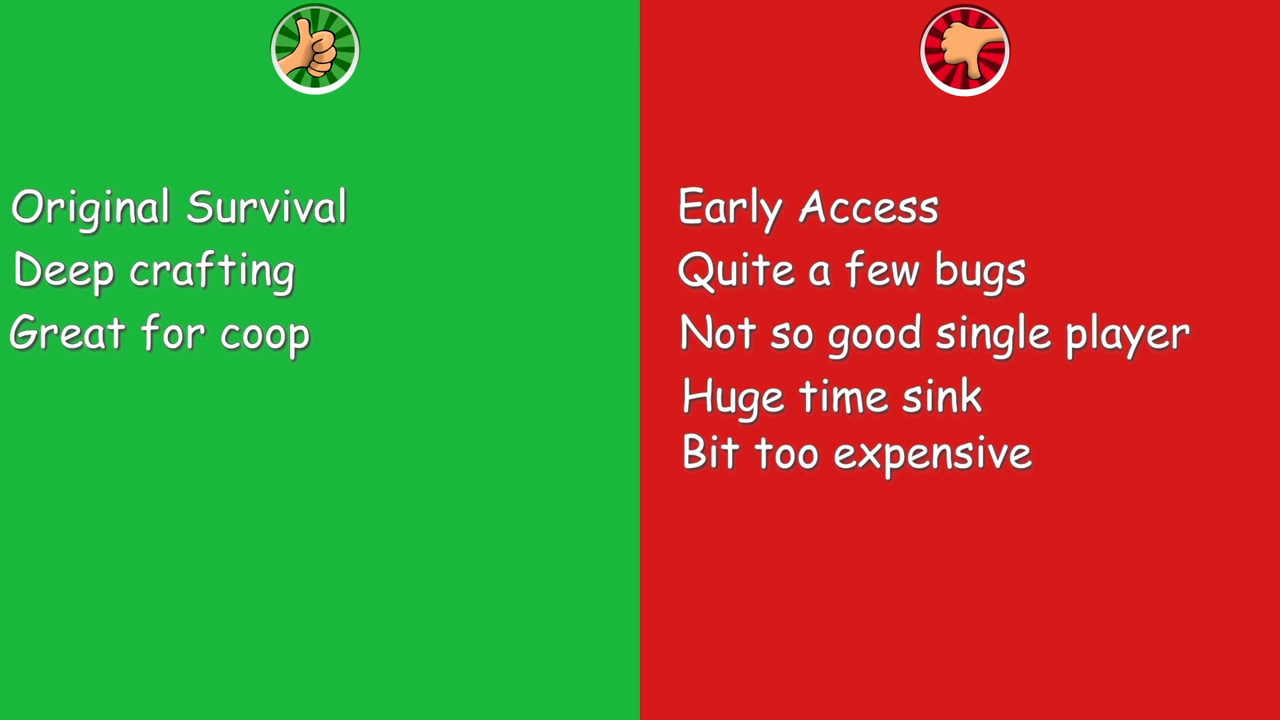 Original Survival
Deep crafting
Great for coop
Early Access
Quite a few bugs
Not so good single player
Huge time sink
Bit too expensive